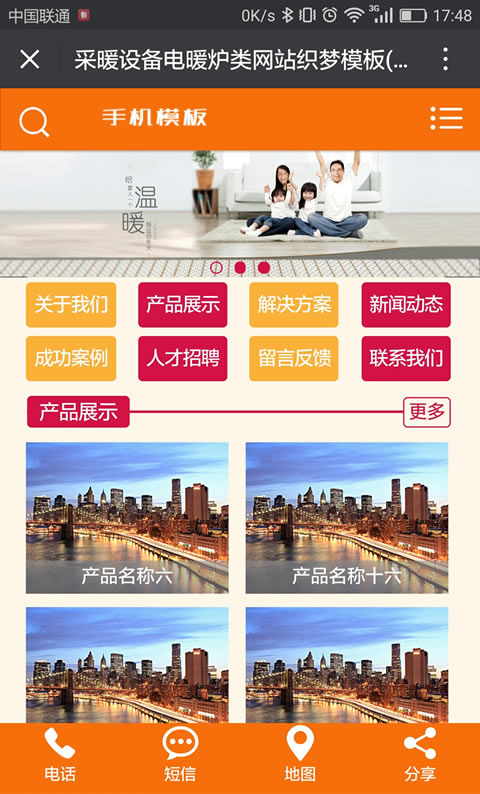 中国联通 0K/s 3G 17:48
采暖设备电暖炉类网站织梦模板(...
手机模板
温暖
关于我们 产品展示 解决方案 新闻动态
成功案例 人才招聘 留言反馈 联系我们
产品展示 更多
产品名称六 产品名称十六
电话 短信 地图 分享